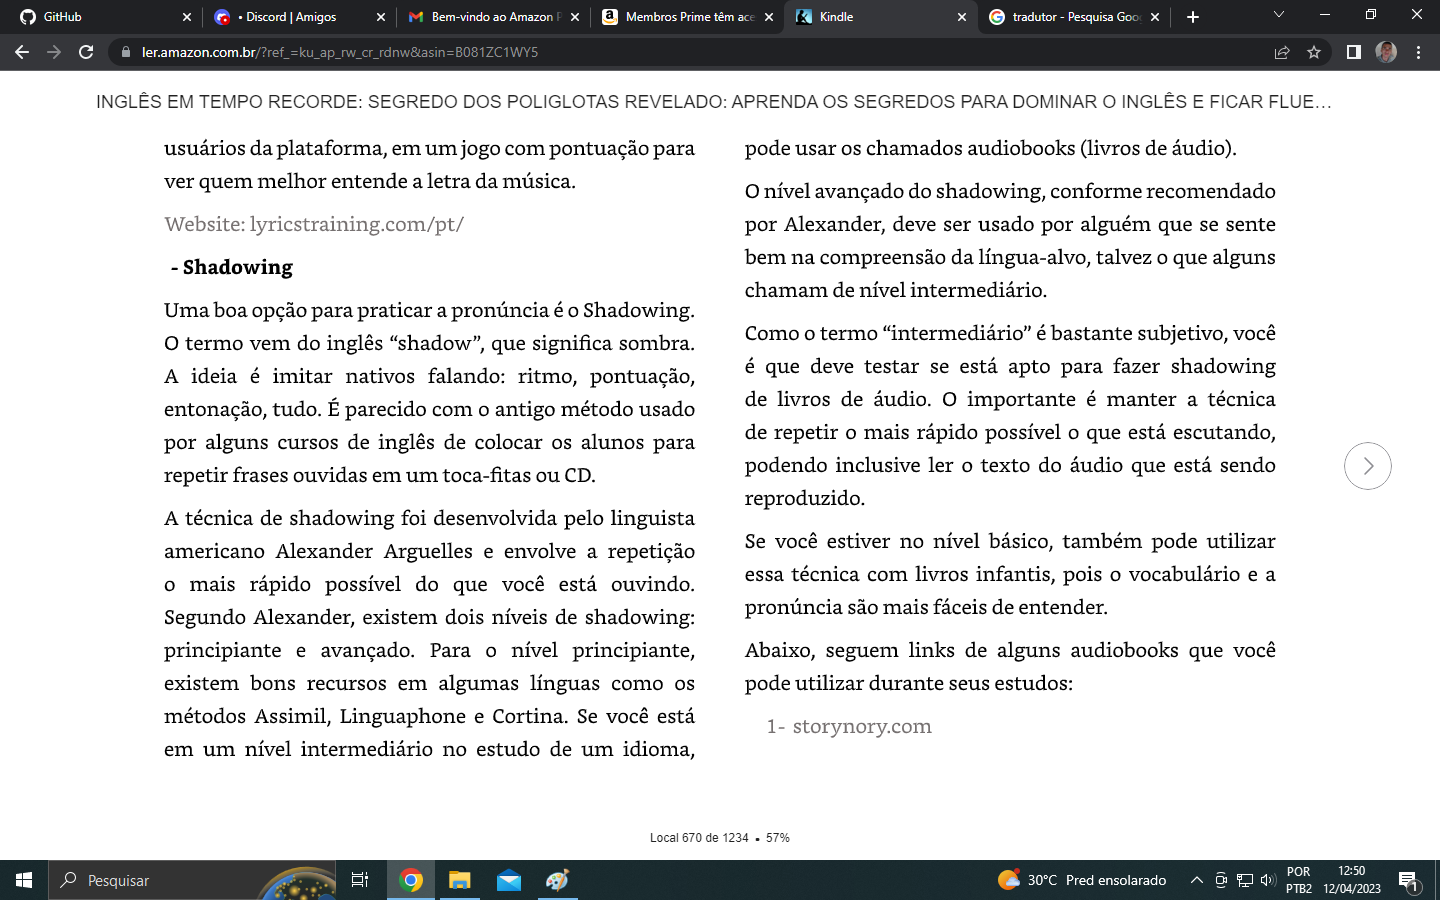 GitHub
• Discord | Amigos
Bem-vindo ao Amazon P
Membros Prime têm ace
Kindle
tradutor - Pesquisa Goo
ler.amazon.com.br/?ref_=ku_ap_rw_cr_rdnw&asin=B081ZC1WY5
INGLÊS EM TEMPO RECORDE: SEGREDO DOS POLIGLOTAS REVELADO: APRENDA OS SEGREDOS PARA DOMINAR O INGLÊS E FICAR FLUE…
usuários da plataforma, em um jogo com pontuação para
ver quem melhor entende a letra da música.
Website: lyricstraining.com/pt/
- Shadowing
Uma boa opção para praticar a pronúncia é o Shadowing.
O termo vem do inglês “shadow”, que significa sombra.
A ideia é imitar nativos falando: ritmo, pontuação,
entonação, tudo. É parecido com o antigo método usado
por alguns cursos de inglês de colocar os alunos para
repetir frases ouvidas em um toca-fitas ou CD.
A técnica de shadowing foi desenvolvida pelo linguista
americano Alexander Arguelles e envolve a repetição
o mais rápido possível do que você está ouvindo.
Segundo Alexander, existem dois níveis de shadowing:
principiante e avançado. Para o nível principiante,
existem bons recursos em algumas línguas como os
métodos Assimil, Linguaphone e Cortina. Se você está
em um nível intermediário no estudo de um idioma,
pode usar os chamados audiobooks (livros de áudio).
O nível avançado do shadowing, conforme recomendado
por Alexander, deve ser usado por alguém que se sente
bem na compreensão da língua-alvo, talvez o que alguns
chamam de nível intermediário.
Como o termo “intermediário” é bastante subjetivo, você
é que deve testar se está apto para fazer shadowing
de livros de áudio. O importante é manter a técnica
de repetir o mais rápido possível o que está escutando,
podendo inclusive ler o texto do áudio que está sendo
reproduzido.
Se você estiver no nível básico, também pode utilizar
essa técnica com livros infantis, pois o vocabulário e a
pronúncia são mais fáceis de entender.
Abaixo, seguem links de alguns audiobooks que você
pode utilizar durante seus estudos:
1- storynory.com
Local 670 de 1234 • 57%
Pesquisar
30°C Pred ensolarado
POR
PTB2
12:50
12/04/2023
1